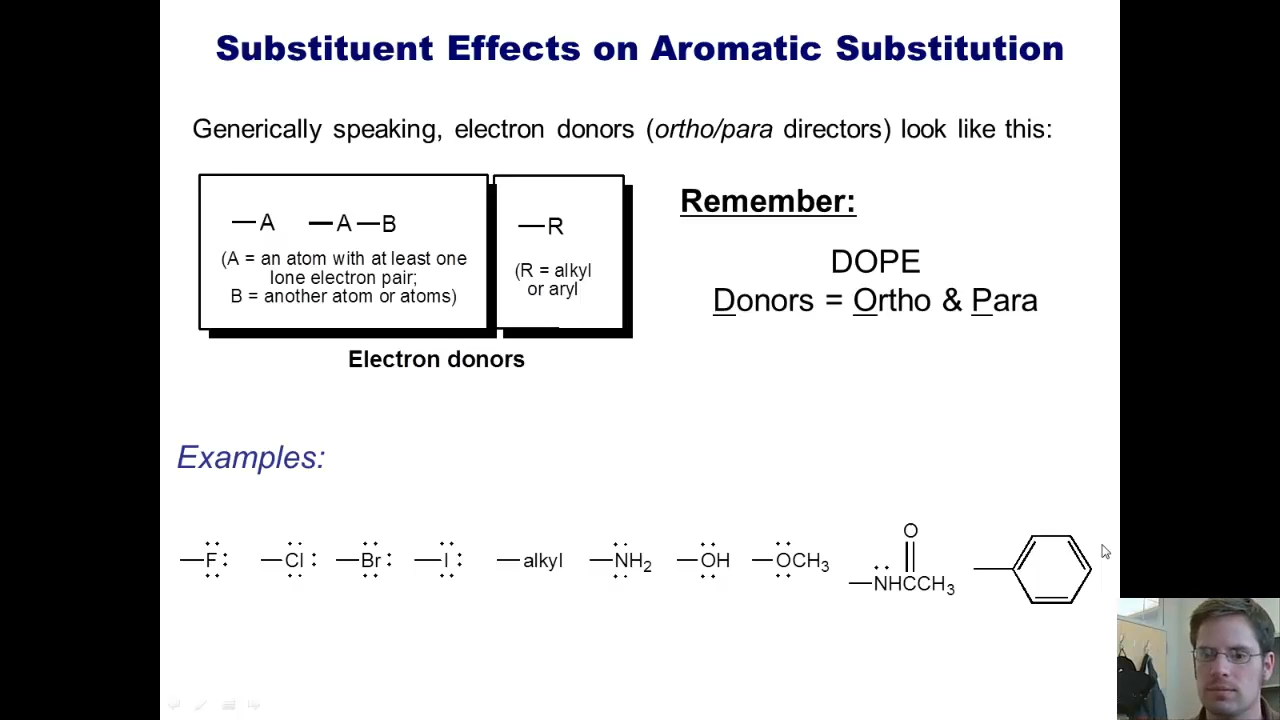 Substituent Effects on Aromatic Substitution
Generically speaking, electron donors (ortho/para directors) look like this:
—A —A—B
(A = an atom with at least one
lone electron pair;
B = another atom or atoms)
—R
(R = alkyl
or aryl
Electron donors
Remember:
DOPE
Donors = Ortho & Para
Examples:
—F: —Cl: —Br: —I: —alkyl —NH2 —OH —OCH3
O
—NHCCH3